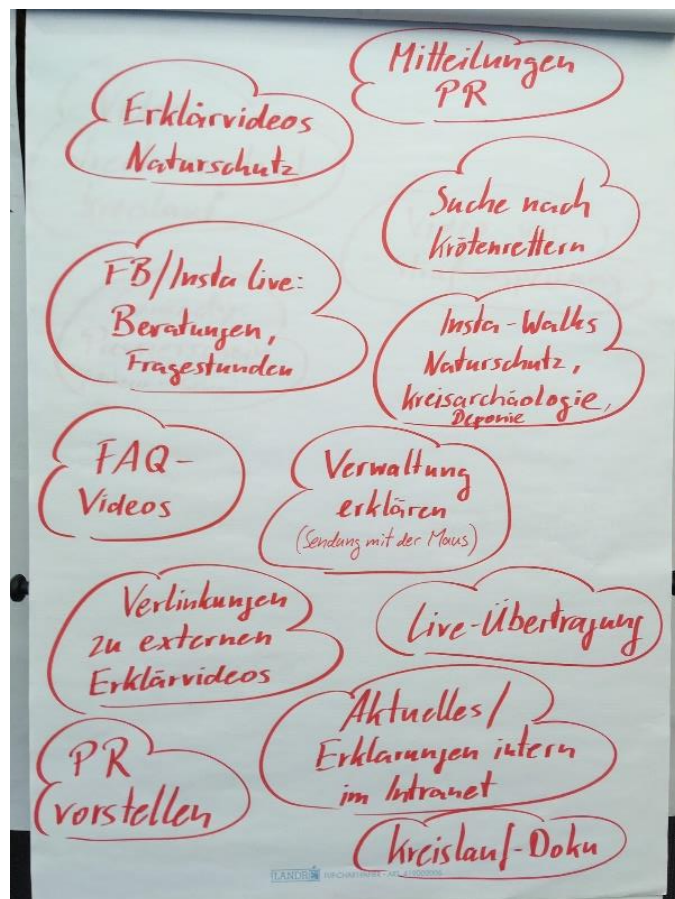 Mitteilungen
PR
Erklärvideos
Naturschutz
Suche nach
Krötenrettern
FB/Insta Live:
Beratungen,
Fragestunden
Insta-Walks
Naturschutz,
Kreisarchäologie,
Deponie
FAQ-
Videos
Verwaltung
erklären
(Sendung mit der Maus)
Verlinkungen
zu externen
Erklärvideos
Live-Übertragung
Aktuelles/
Erklärungen intern
im Intranet
PR
vorstellen
Kreislauf-Doku
LANDRÉ